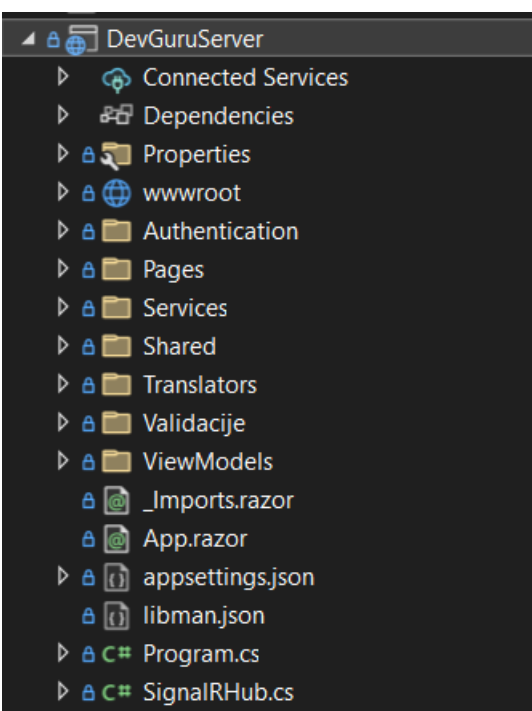 DevGuruServer
Connected Services
Dependencies
Properties
wwwroot
Authentication
Pages
Services
Shared
Translators
Validacije
ViewModels
_Imports.razor
App.razor
appsettings.json
libman.json
C# Program.cs
C# SignalRHub.cs